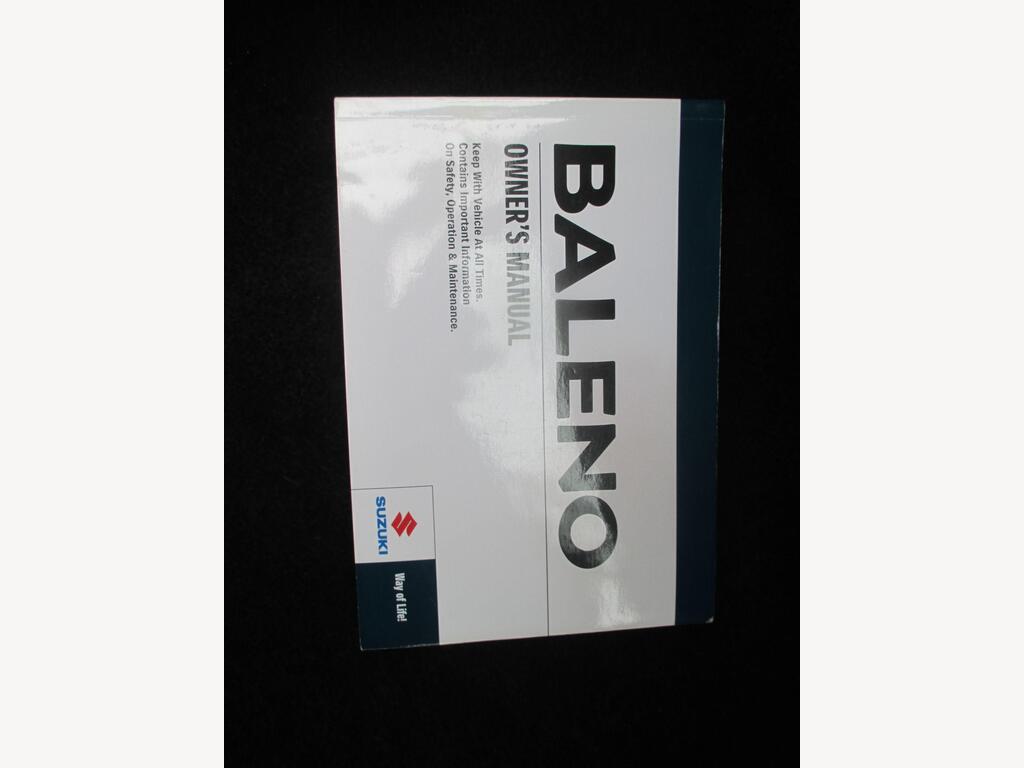 BALENO
OWNER'S MANUAL
Keep With Vehicle At All Times.
Contains Important Information
On Safety, Operation & Maintenance.
SUZUKI
Way of Life!